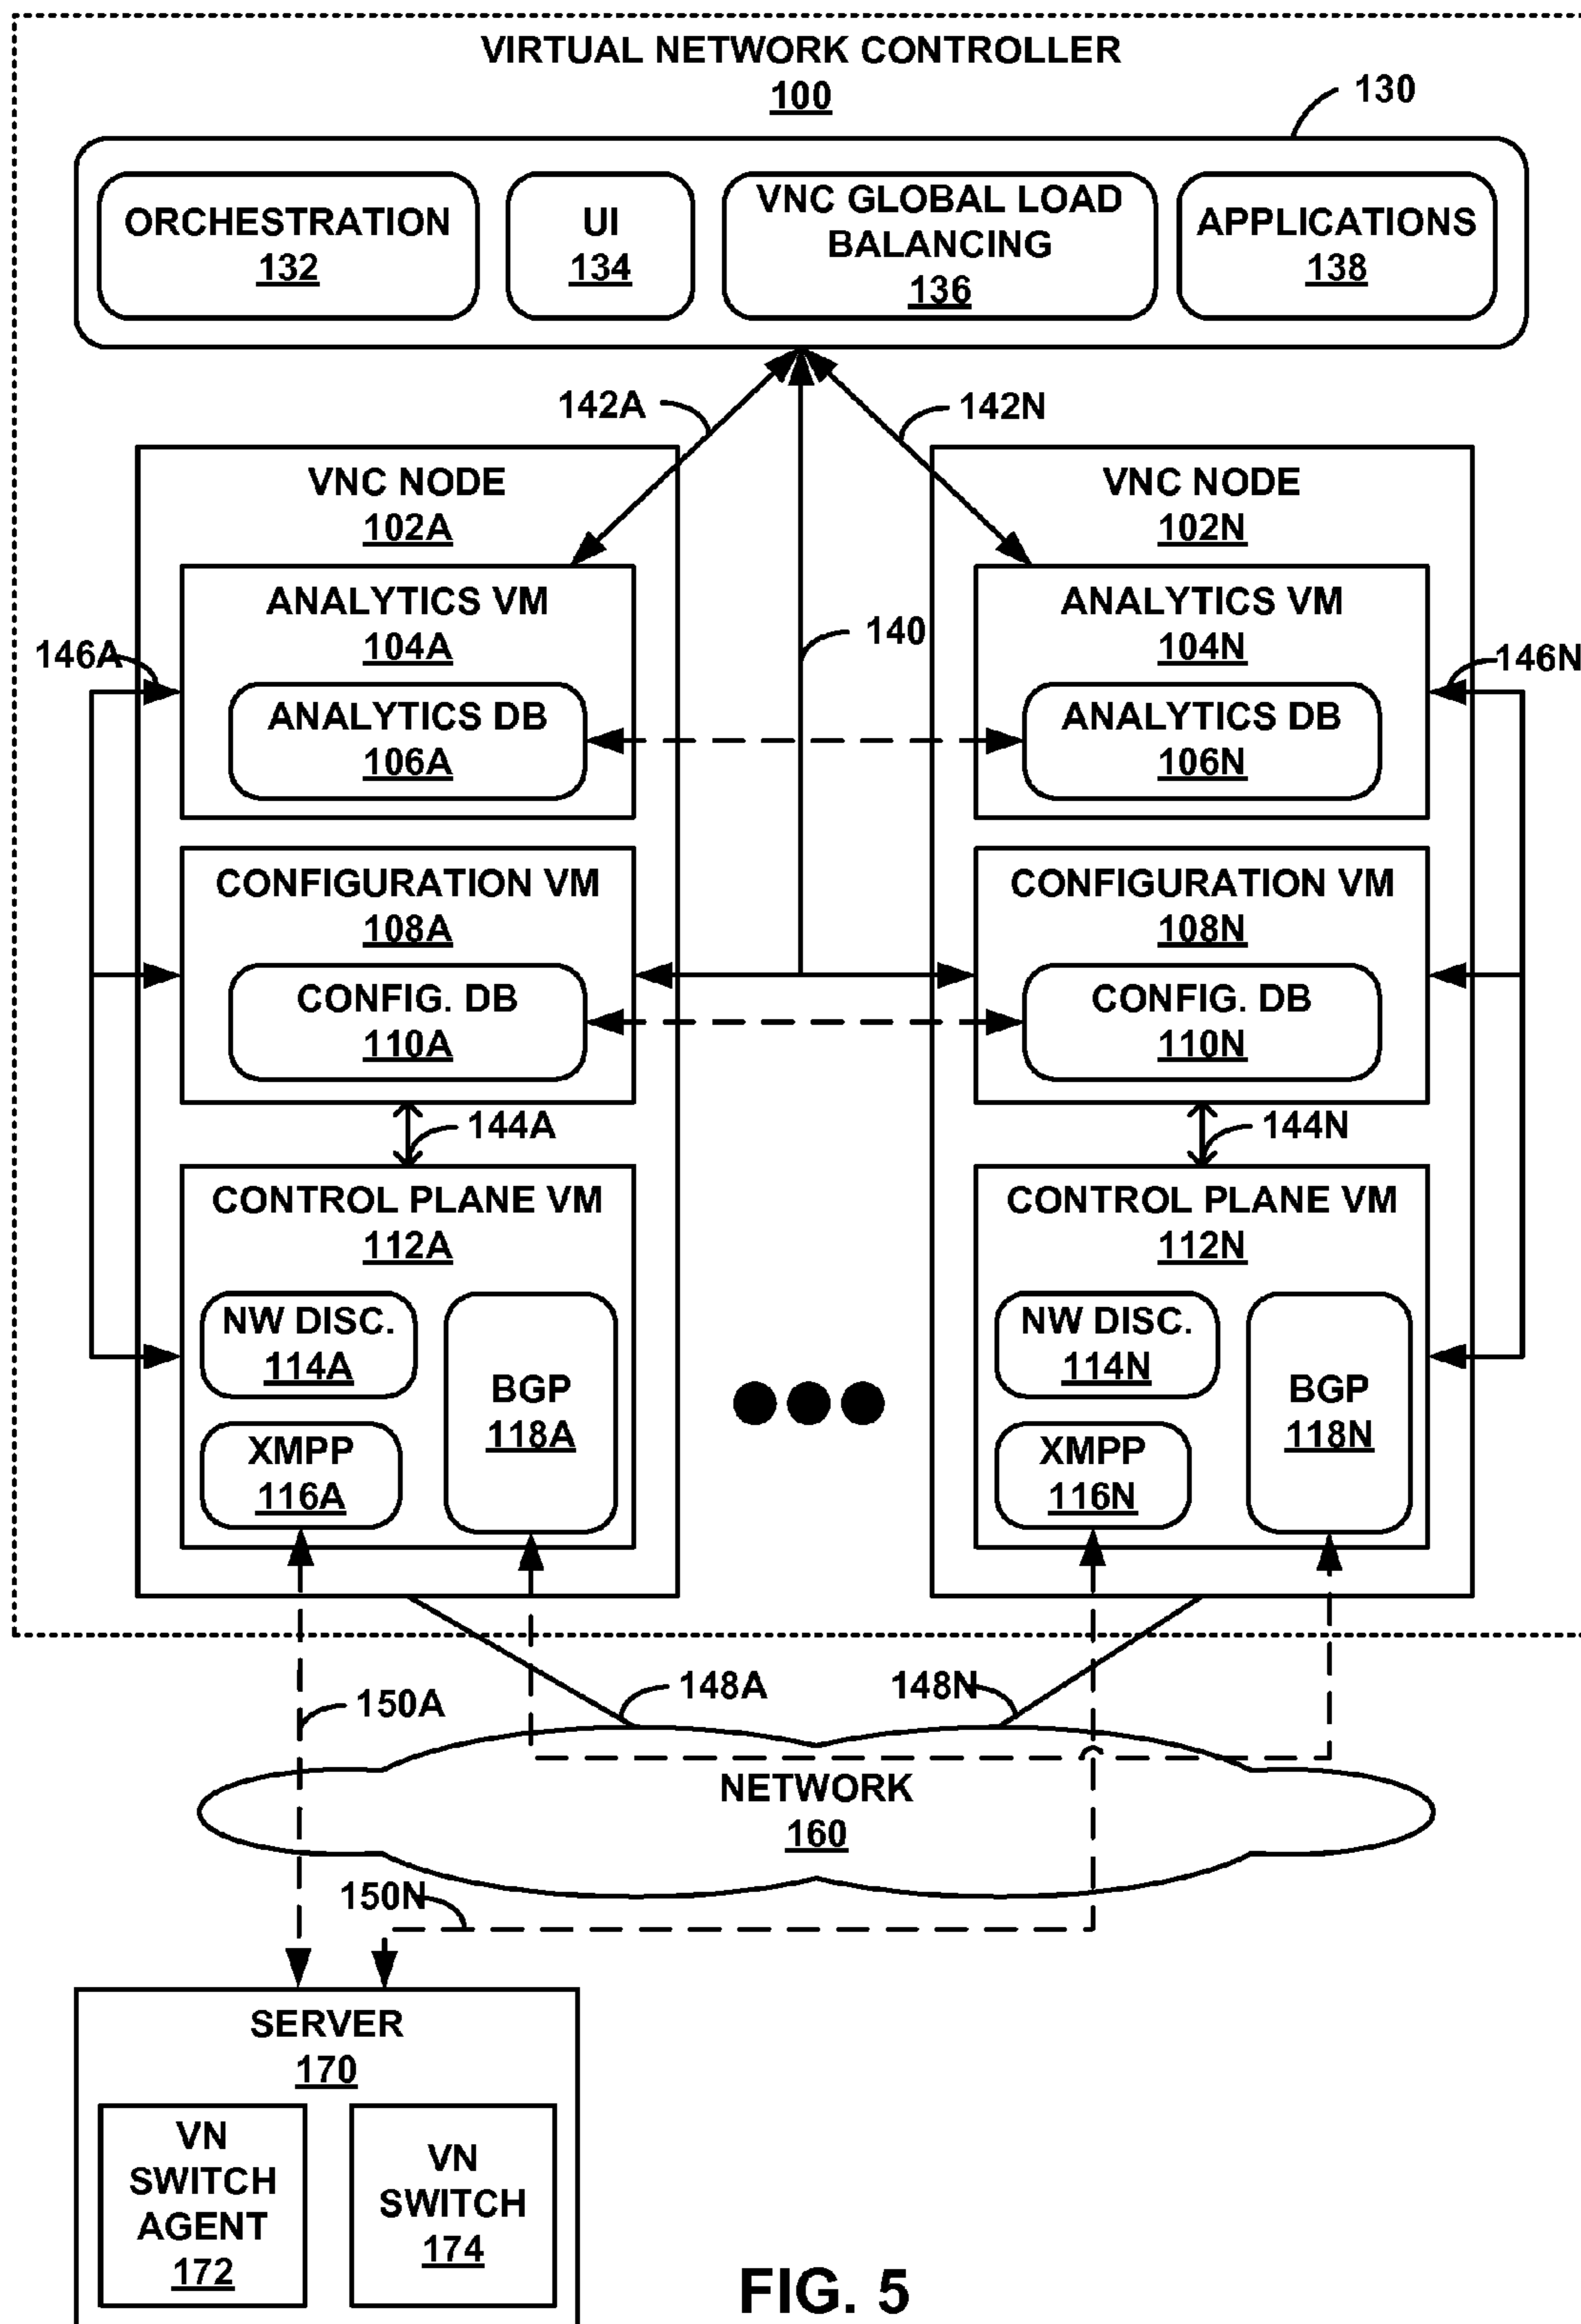 VIRTUAL NETWORK CONTROLLER
100
130
ORCHESTRATION
132
UI
134
VNC GLOBAL LOAD
BALANCING
136
APPLICATIONS
138
142A
142N
VNC NODE
102A
VNC NODE
102N
ANALYTICS VM
104A
ANALYTICS VM
104N
140
146A
146N
ANALYTICS DB
106A
ANALYTICS DB
106N
CONFIGURATION VM
108A
CONFIGURATION VM
108N
CONFIG. DB
110A
CONFIG. DB
110N
144A
144N
CONTROL PLANE VM
112A
CONTROL PLANE VM
112N
NW DISC.
114A
BGP
118A
XMPP
116A
NW DISC.
114N
BGP
118N
XMPP
116N
150A
148A
148N
NETWORK
160
150N
SERVER
170
VN
SWITCH
AGENT
172
VN
SWITCH
174
FIG. 5